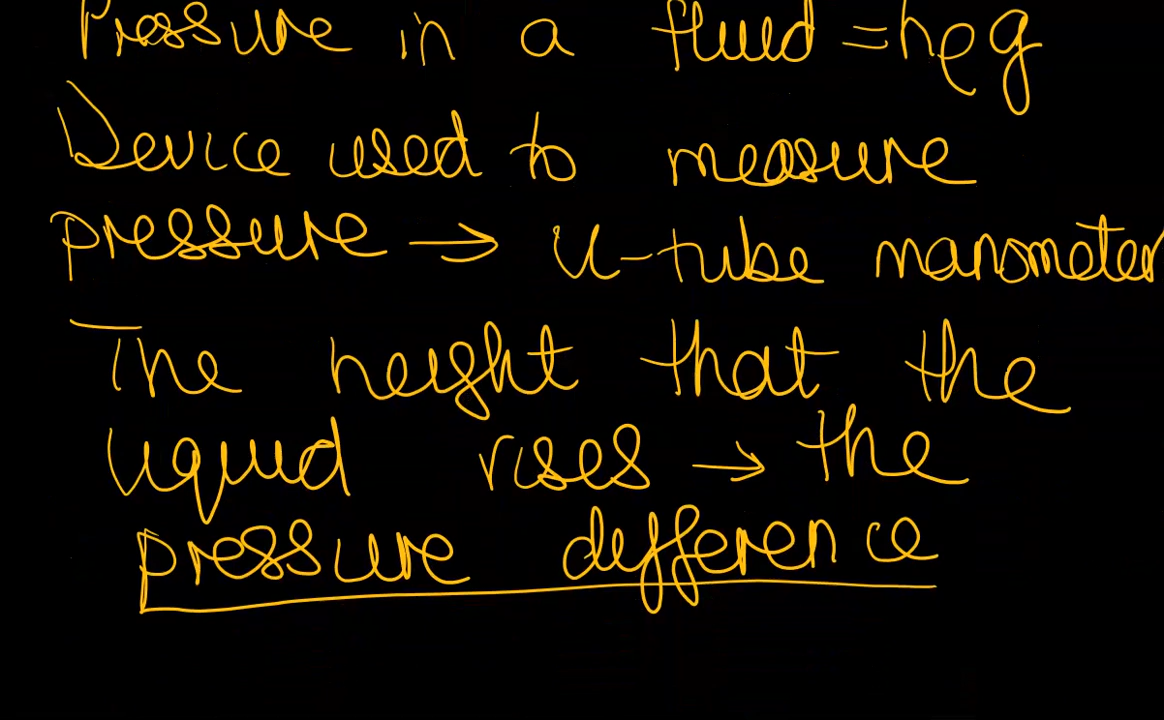 Pressure in a fluid = hρg
Device used to measure
pressure → U-tube manometer
The height that the
liquid rises → the
pressure difference